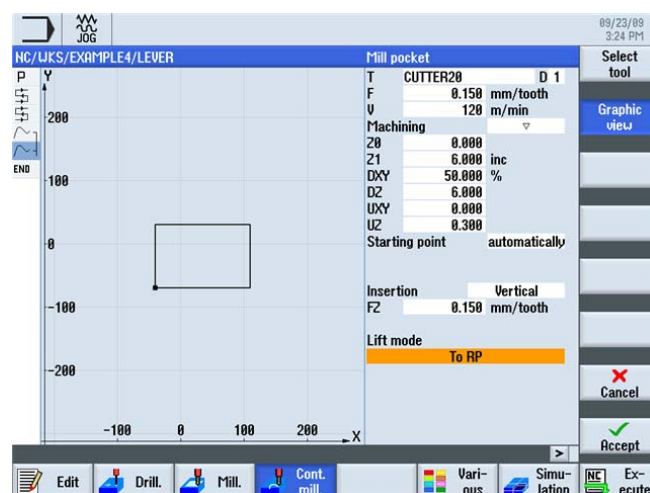 JOG
09/23/09
3:24 PM
NC/WKS/EXAMPLE4/LEVER
Mill pocket
Select
tool
P
Y
T CUTTER20 D 1
F 0.150 mm/tooth
V 120 m/min
Graphic
view
Machining ▽
Z0 0.000
Z1 6.000 inc
DXY 50.000 %
DZ 6.000
UXY 0.000
UZ 0.300
Starting point automatically
END
200
100
0
-100
-200
-100 0 100 200 X
Insertion Vertical
FZ 0.150 mm/tooth
Lift mode
To RP
Cancel
Accept
>
Edit
Drill.
Mill.
Cont.
mill
Vari-
ous
Simu-
lation
NC
Ex-
ecute